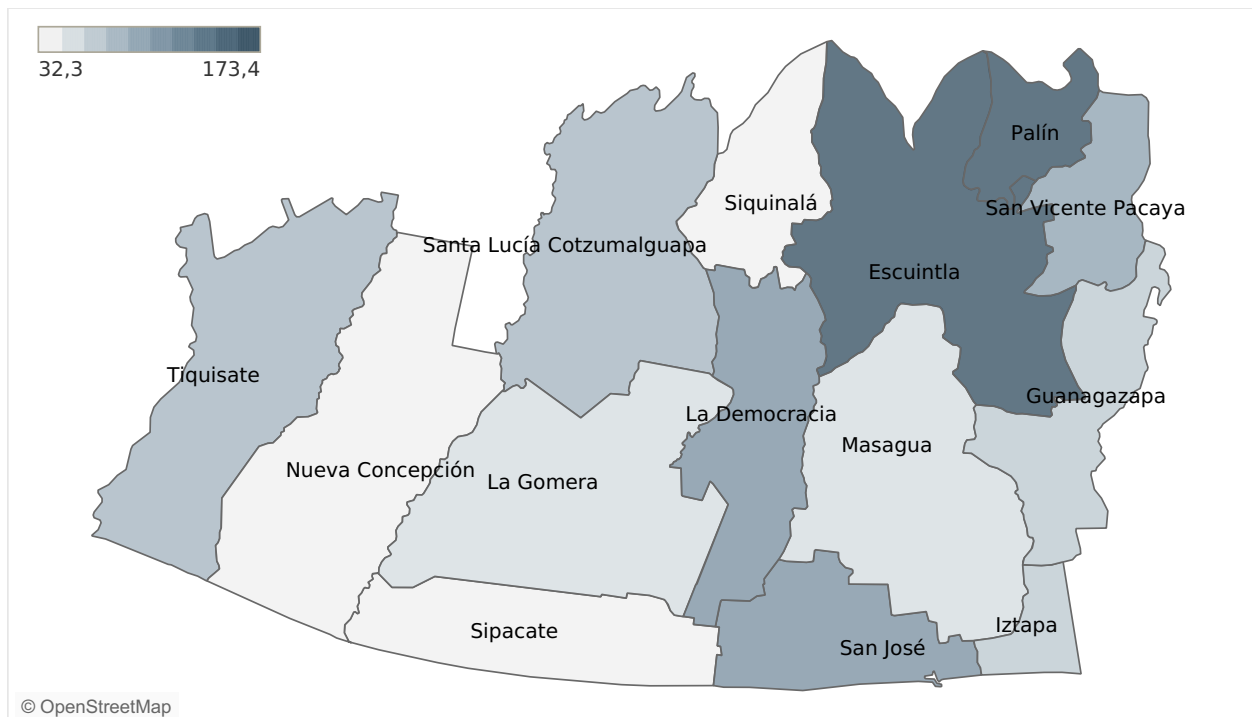 32,3 173,4
Palín
Siquinalá
San Vicente Pacaya
Santa Lucía Cotzumalguapa
Escuintla
Tiquisate
Guanagazapa
La Democracia
Masagua
Nueva Concepción
La Gomera
Iztapa
Sipacate
San José
© OpenStreetMap